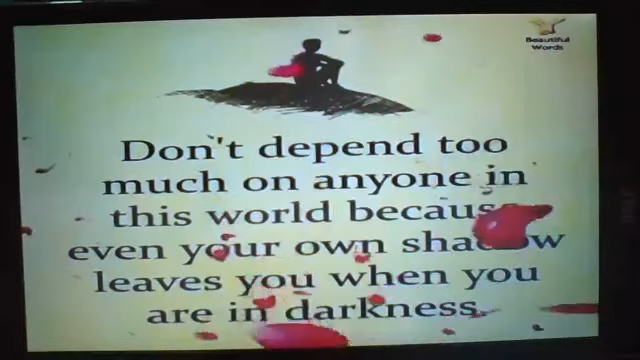 Beautiful
Words
Don't depend too
much on anyone in
this world because
even your own shadow
leaves you when you
are in darkness.